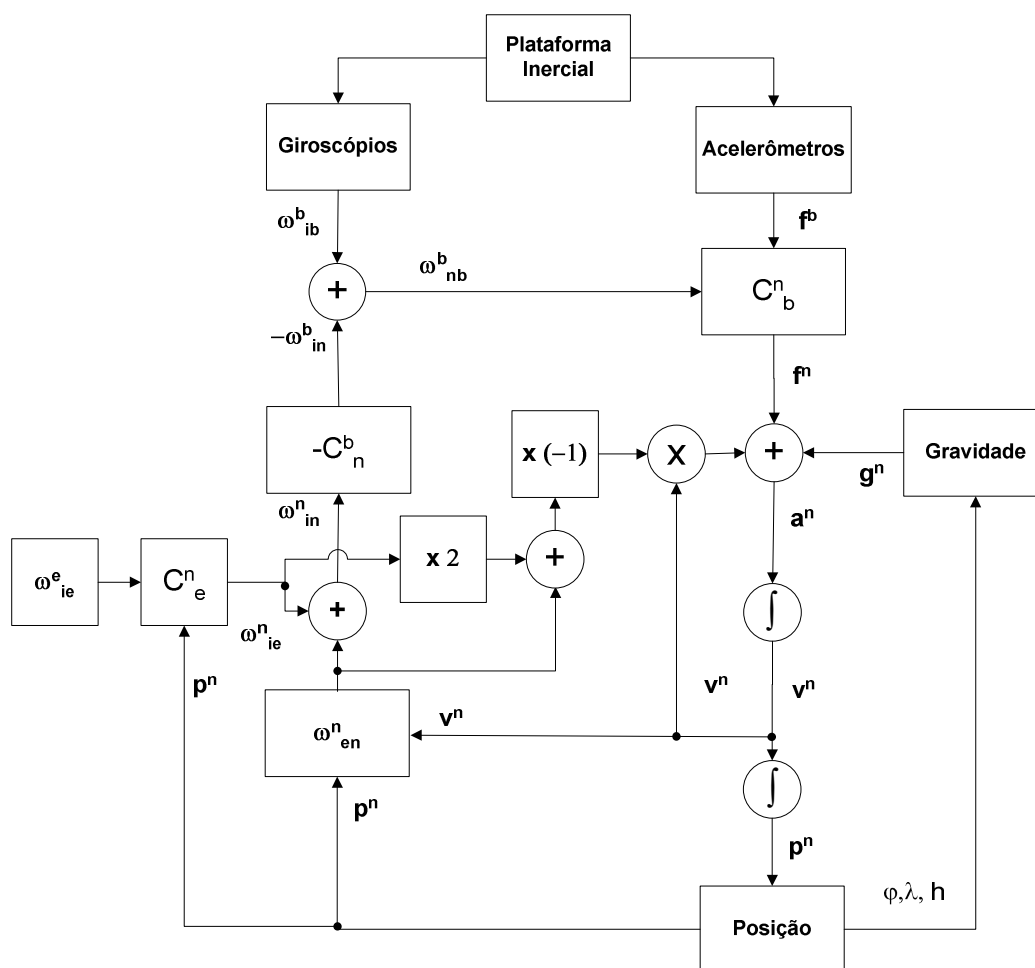 Plataforma
Inercial
Giroscópios
Acelerômetros
ω^b_ib
f^b
ω^b_nb
+
C^n_b
−ω^b_in
f^n
-C^b_n
x (−1)
X
+
Gravidade
g^n
ω^n_in
a^n
ω^e_ie
C^n_e
x 2
+
∫
+
ω^n_ie
p^n
v^n
v^n
ω^n_en
v^n
∫
p^n
p^n
φ,λ, h
Posição